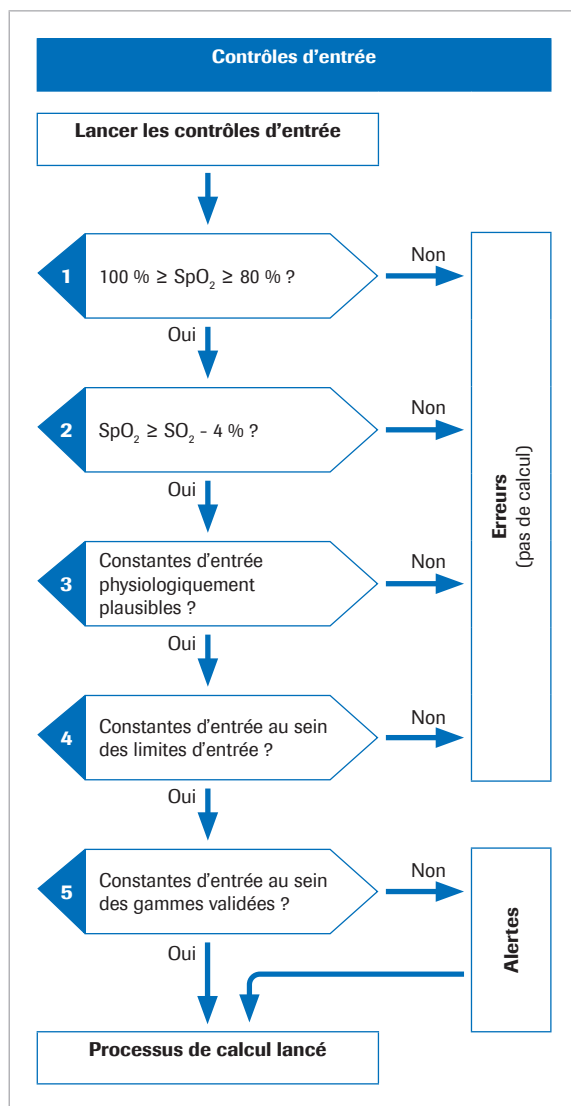 Contrôles d'entrée
Lancer les contrôles d'entrée
1
100 % ≥ SpO₂ ≥ 80 % ?
Non
Oui
2
SpO₂ ≥ SO₂ - 4 % ?
Non
Oui
3
Constantes d'entrée
physiologiquement
plausibles ?
Non
Oui
4
Constantes d'entrée au sein
des limites d'entrée ?
Non
Erreurs
(pas de calcul)
Oui
5
Constantes d'entrée au sein
des gammes validées ?
Non
Alertes
Oui
Processus de calcul lancé